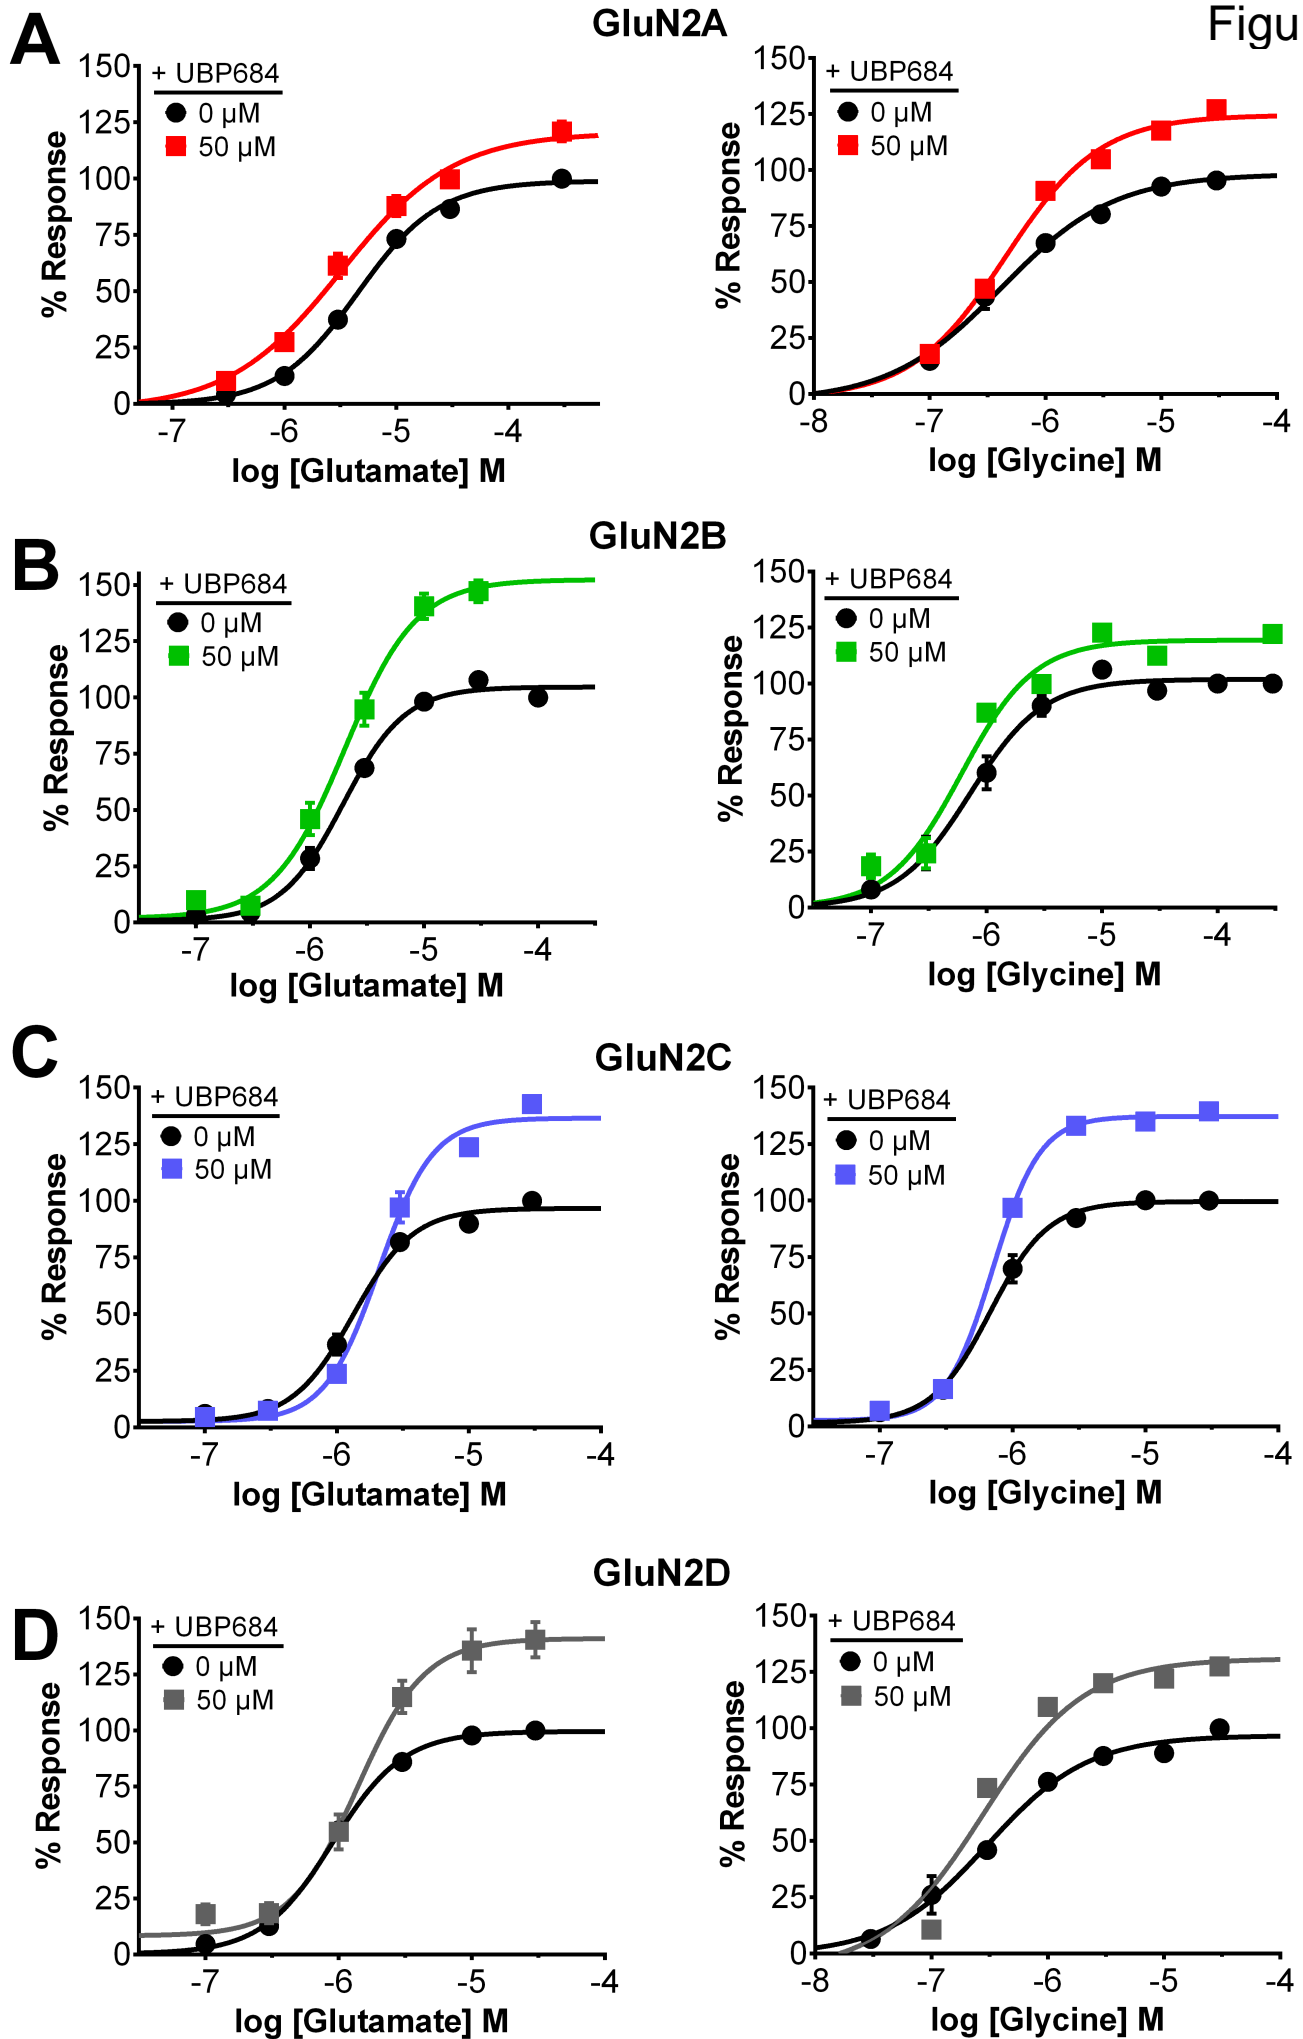 A
GluN2A
Figu
% Response
150
125
100
75
50
25
0
+ UBP684
0 µM
50 µM
-7 -6 -5 -4
log [Glutamate] M
% Response
150
125
100
75
50
25
0
+ UBP684
0 µM
50 µM
-8 -7 -6 -5 -4
log [Glycine] M
B
GluN2B
% Response
150
125
100
75
50
25
0
+ UBP684
0 µM
50 µM
-7 -6 -5 -4
log [Glutamate] M
% Response
150
125
100
75
50
25
0
+ UBP684
0 µM
50 µM
-7 -6 -5 -4
log [Glycine] M
C
GluN2C
% Response
150
125
100
75
50
25
0
+ UBP684
0 µM
50 µM
-7 -6 -5 -4
log [Glutamate] M
% Response
150
125
100
75
50
25
0
+ UBP684
0 µM
50 µM
-7 -6 -5 -4
log [Glycine] M
D
GluN2D
% Response
150
125
100
75
50
25
0
+ UBP684
0 µM
50 µM
-7 -6 -5 -4
log [Glutamate] M
% Response
150
125
100
75
50
25
0
+ UBP684
0 µM
50 µM
-8 -7 -6 -5 -4
log [Glycine] M